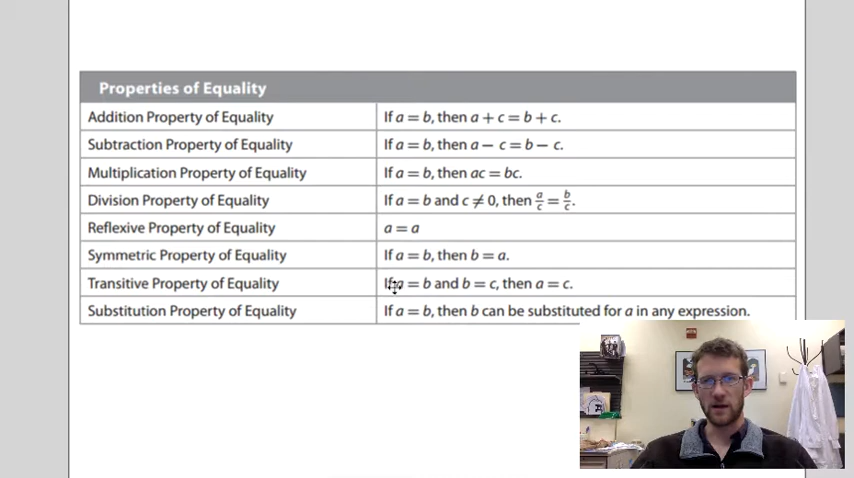 Properties of Equality
Addition Property of Equality If a = b, then a + c = b + c.
Subtraction Property of Equality If a = b, then a − c = b − c.
Multiplication Property of Equality If a = b, then ac = bc.
Division Property of Equality If a = b and c ≠ 0, then a/c = b/c.
Reflexive Property of Equality a = a
Symmetric Property of Equality If a = b, then b = a.
Transitive Property of Equality If a = b and b = c, then a = c.
Substitution Property of Equality If a = b, then b can be substituted for a in any expression.